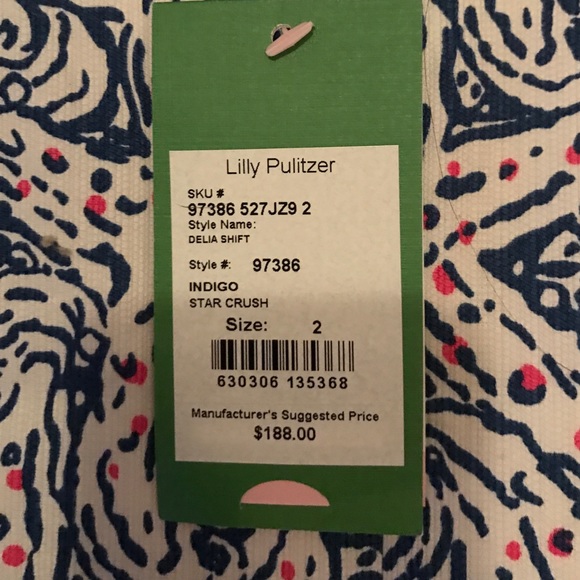 Lilly Pulitzer
SKU #
97386 527JZ9 2
Style Name:
DELIA SHIFT
Style #: 97386
INDIGO
STAR CRUSH
Size: 2
630306 135368
Manufacturer's Suggested Price
$188.00